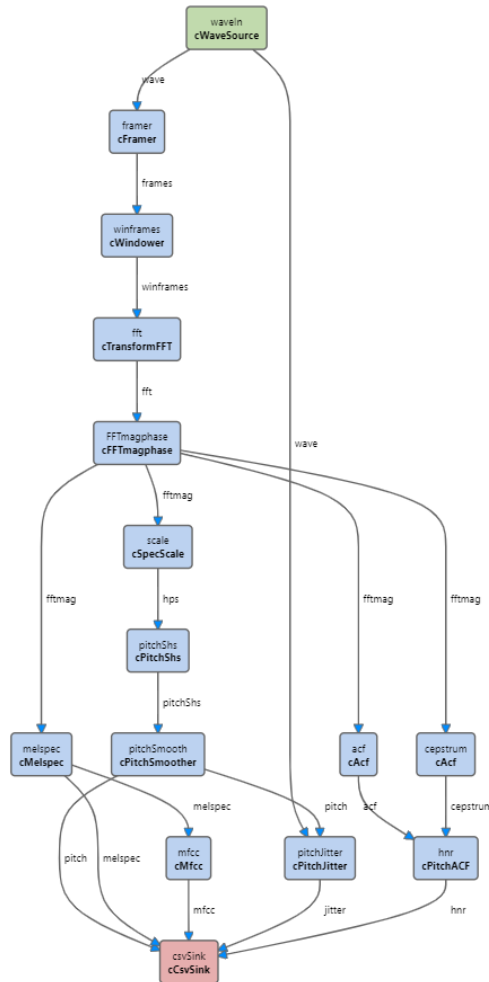 waveIn
cWaveSource
wave
framer
cFramer
frames
winframes
cWindower
winframes
fft
cTransformFFT
fft
wave
FFTmagphase
cFFTmagphase
fftmag
scale
cSpecScale
fftmag
hps
fftmag
fftmag
pitchShs
cPitchShs
pitchShs
melspec
cMelspec
pitchSmooth
cPitchSmoother
acf
cAcf
cepstrum
cAcf
melspec
pitch
acf
cepstrum
pitch
melspec
mfcc
cMfcc
pitchJitter
cPitchJitter
hnr
cPitchACF
mfcc
jitter
hnr
csvSink
cCsvSink